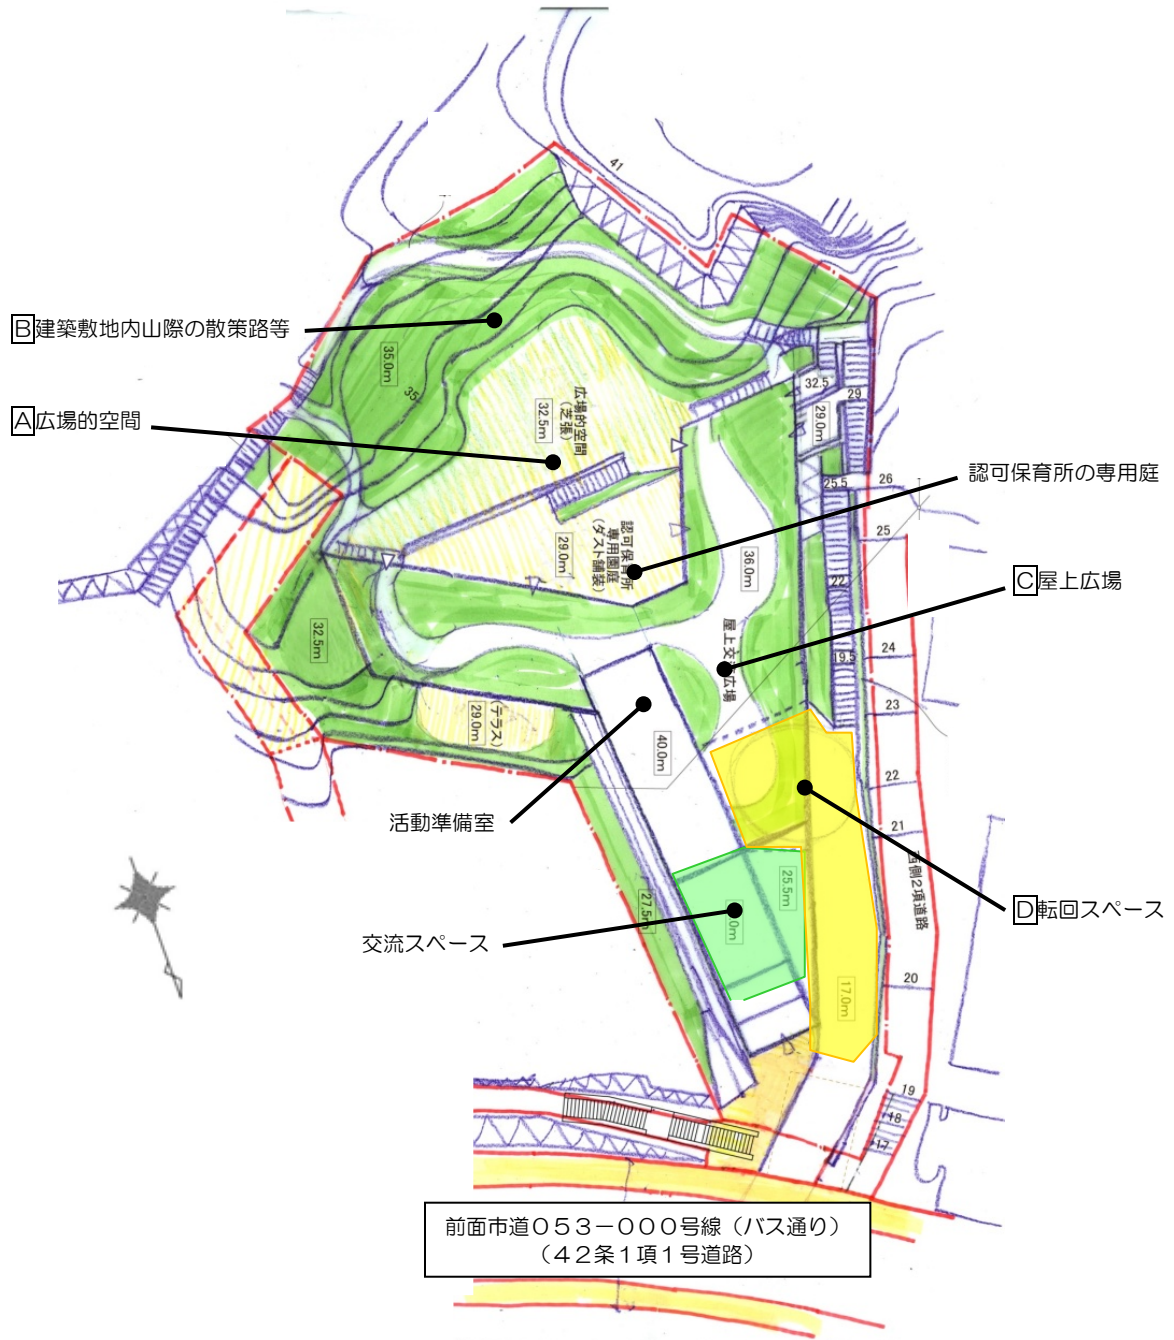 41
B建築敷地内山際の散策路等
35.0m
35
A広場的空間
広場的空間
(芝張)
32.5m
32.5
29
29.0m
認可保育所の専用庭
25.5
26
25
認可保育所
専用園庭
(ダスト舗装)
29.0m
36.0m
22
C屋上広場
32.5m
19.5
24
屋上交流広場
23
(テラス)
29.0m
40.0m
22
活動準備室
21
西側2項道路
25.5m
27.5m
D転回スペース
交流スペース
20
17.0m
19
18
17
前面市道053-000号線(バス通り)
(42条1項1号道路)